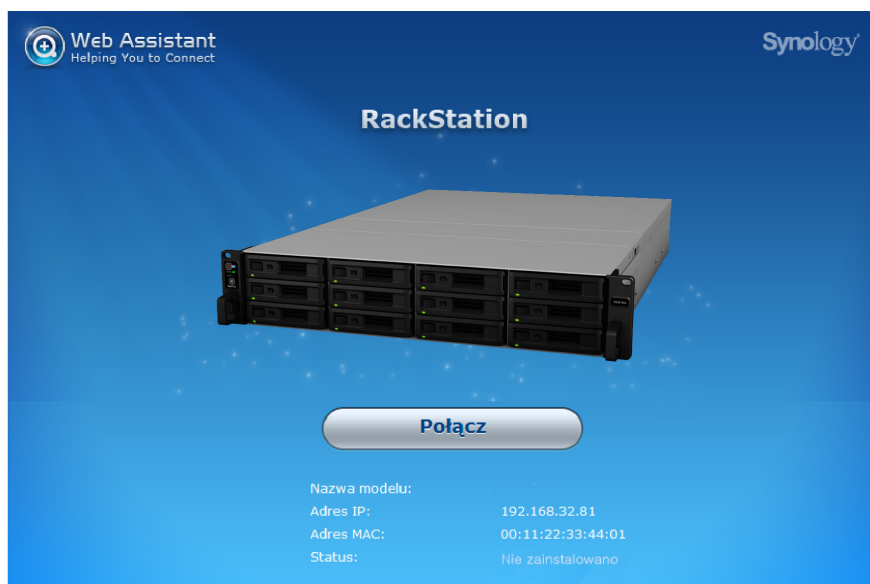 Web Assistant
Helping You to Connect
Synology
RackStation
Połącz
Nazwa modelu:
Adres IP: 192.168.32.81
Adres MAC: 00:11:22:33:44:01
Status: Nie zainstalowano